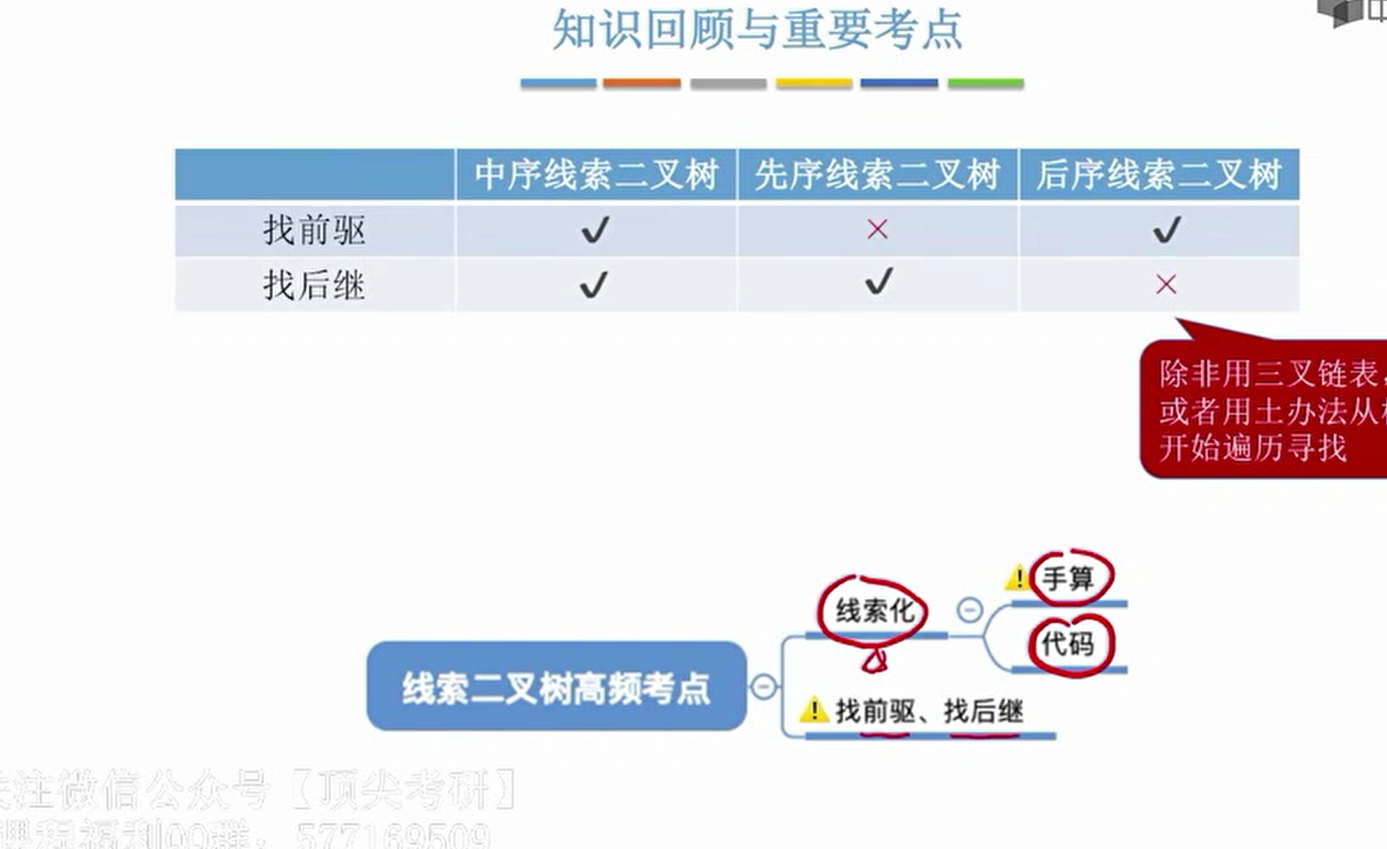 知识回顾与重要考点
中序线索二叉树 先序线索二叉树 后序线索二叉树
找前驱 ✓ × ✓
找后继 ✓ ✓ ×
除非用三叉链表,
或者用土办法从
开始遍历寻找
手算
线索化
代码
线索二叉树高频考点
找前驱、找后继
关注微信公众号【顶尖考研】
课程福利QQ群:577169509